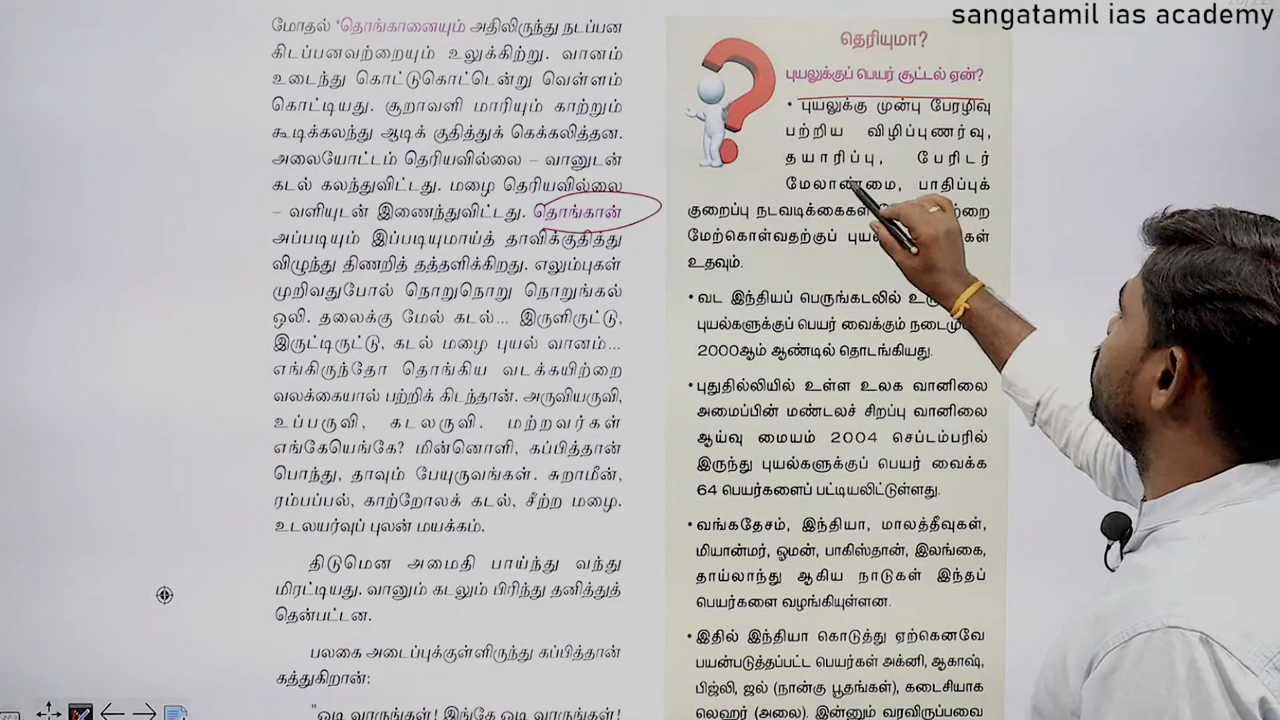 sangatamil ias academy
மோதல் *தொங்கானையும் அதிலிருந்து நடப்பன
கிடப்பனவற்றையும் உலுக்கிற்று. வானம்
உடைந்து கொட்டுகொட்டென்று வெள்ளம்
கொட்டியது. சூறாவளி மாரியும் காற்றும்
கூடிக்கலந்து ஆடிக் குதித்துக் கெக்கலித்தன.
அலையோட்டம் தெரியவில்லை – வானுடன்
கடல் கலந்துவிட்டது. மழை தெரியவில்லை
– வளியுடன் இணைந்துவிட்டது. தொங்கான்
அப்படியும் இப்படியுமாய்த் தாவிக்குதித்து
விழுந்து திணறித் தத்தளிக்கிறது. எலும்புகள்
முறிவதுபோல் நொறுநொறு நொறுங்கல்
ஒலி. தலைக்கு மேல் கடல்... இருளிருட்டு,
இருட்டிருட்டு, கடல் மழை புயல் வானம்...
எங்கிருந்தோ தொங்கிய வடக்கயிற்றை
வலக்கையால் பற்றிக் கிடந்தான். அருவியருவி,
உப்பருவி, கடலருவி. மற்றவர்கள்
எங்கேயெங்கே? மின்னொளி, கப்பித்தான்
பொந்து, தாவும் பேயுருவங்கள். சுறாமீன்,
ரம்பப்பல், காற்றோலக் கடல், சீற்ற மழை.
உடலயர்வுப் புலன் மயக்கம்.
திடுமென அமைதி பாய்ந்து வந்து
மிரட்டியது. வானும் கடலும் பிரிந்து தனித்துத்
தென்பட்டன.
பலகை அடைப்புக்குள்ளிருந்து கப்பித்தான்
கத்துகிறான்:
"ஓடி வாருங்கள்! இங்கே ஓடி வாருங்கள்!
தெரியுமா?
புயலுக்குப் பெயர் சூட்டல் ஏன்?
• புயலுக்கு முன்பு பேரழிவு
பற்றிய விழிப்புணர்வு,
தயாரிப்பு, பேரிடர்
மேலாண்மை, பாதிப்புக்
குறைப்பு நடவடிக்கைகள்
மேற்கொள்வதற்குப்
உதவும்.
• வட இந்தியப் பெருங்கடலில்
புயல்களுக்குப் பெயர் வைக்கும்
2000ஆம் ஆண்டில் தொடங்கியது.
• புதுதில்லியில் உள்ள உலக வானிலை
அமைப்பின் மண்டலச் சிறப்பு வானிலை
ஆய்வு மையம் 2004 செப்டம்பரில்
இருந்து புயல்களுக்குப் பெயர் வைக்க
64 பெயர்களைப் பட்டியலிட்டுள்ளது.
• வங்கதேசம், இந்தியா, மாலத்தீவுகள்,
மியான்மர், ஓமன், பாகிஸ்தான், இலங்கை,
தாய்லாந்து ஆகிய நாடுகள் இந்தப்
பெயர்களை வழங்கியுள்ளன.
• இதில் இந்தியா கொடுத்து ஏற்கெனவே
பயன்படுத்தப்பட்ட பெயர்கள் அக்னி, ஆகாஷ்,
பிஜ்லி, ஜல் (நான்கு பூதங்கள்), கடைசியாக
லெஹர் (அலை). இன்னும் வரவிருப்பவை